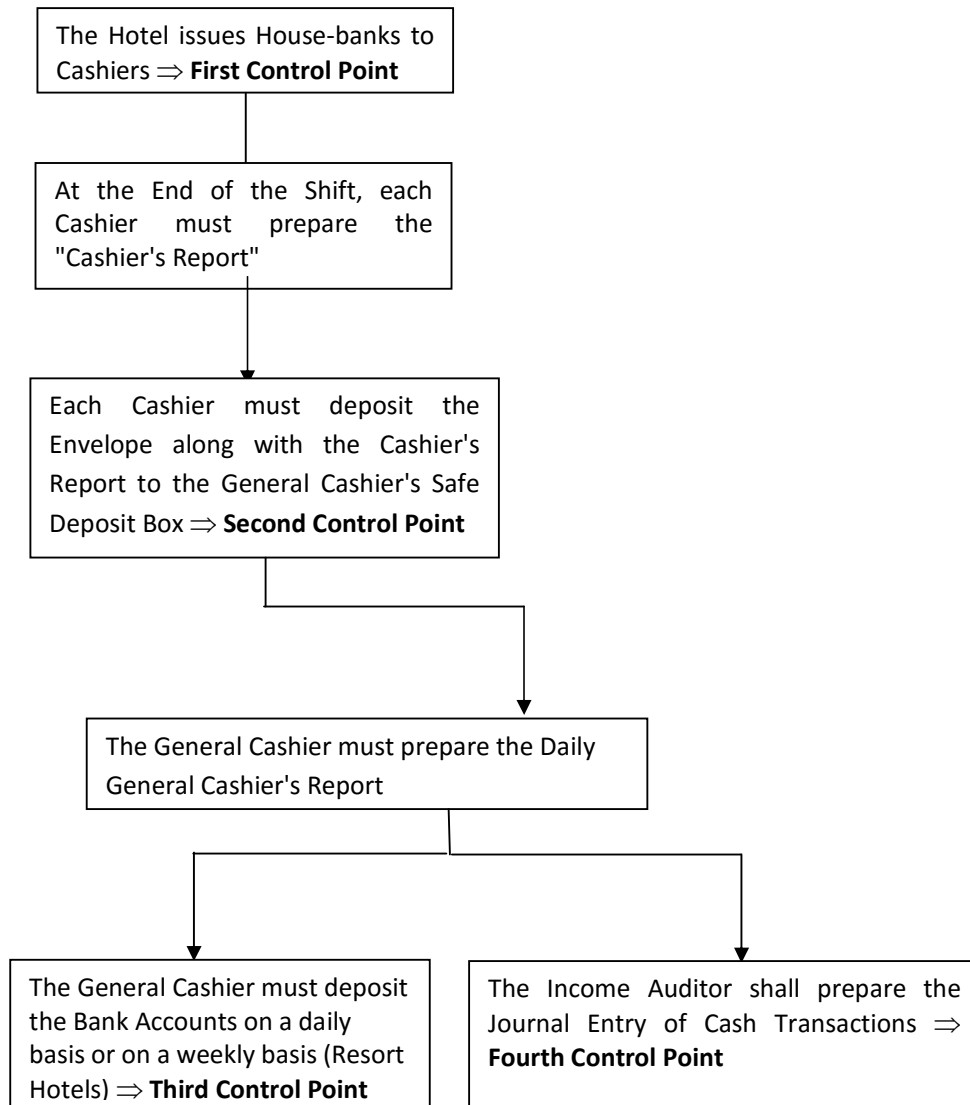 The Hotel issues House-banks to
Cashiers ⇒ First Control Point
At the End of the Shift, each
Cashier must prepare the
"Cashier's Report"
Each Cashier must deposit the
Envelope along with the Cashier's
Report to the General Cashier's Safe
Deposit Box ⇒ Second Control Point
The General Cashier must prepare the Daily
General Cashier's Report
The General Cashier must deposit
the Bank Accounts on a daily
basis or on a weekly basis (Resort
Hotels) ⇒ Third Control Point
The Income Auditor shall prepare the
Journal Entry of Cash Transactions ⇒
Fourth Control Point